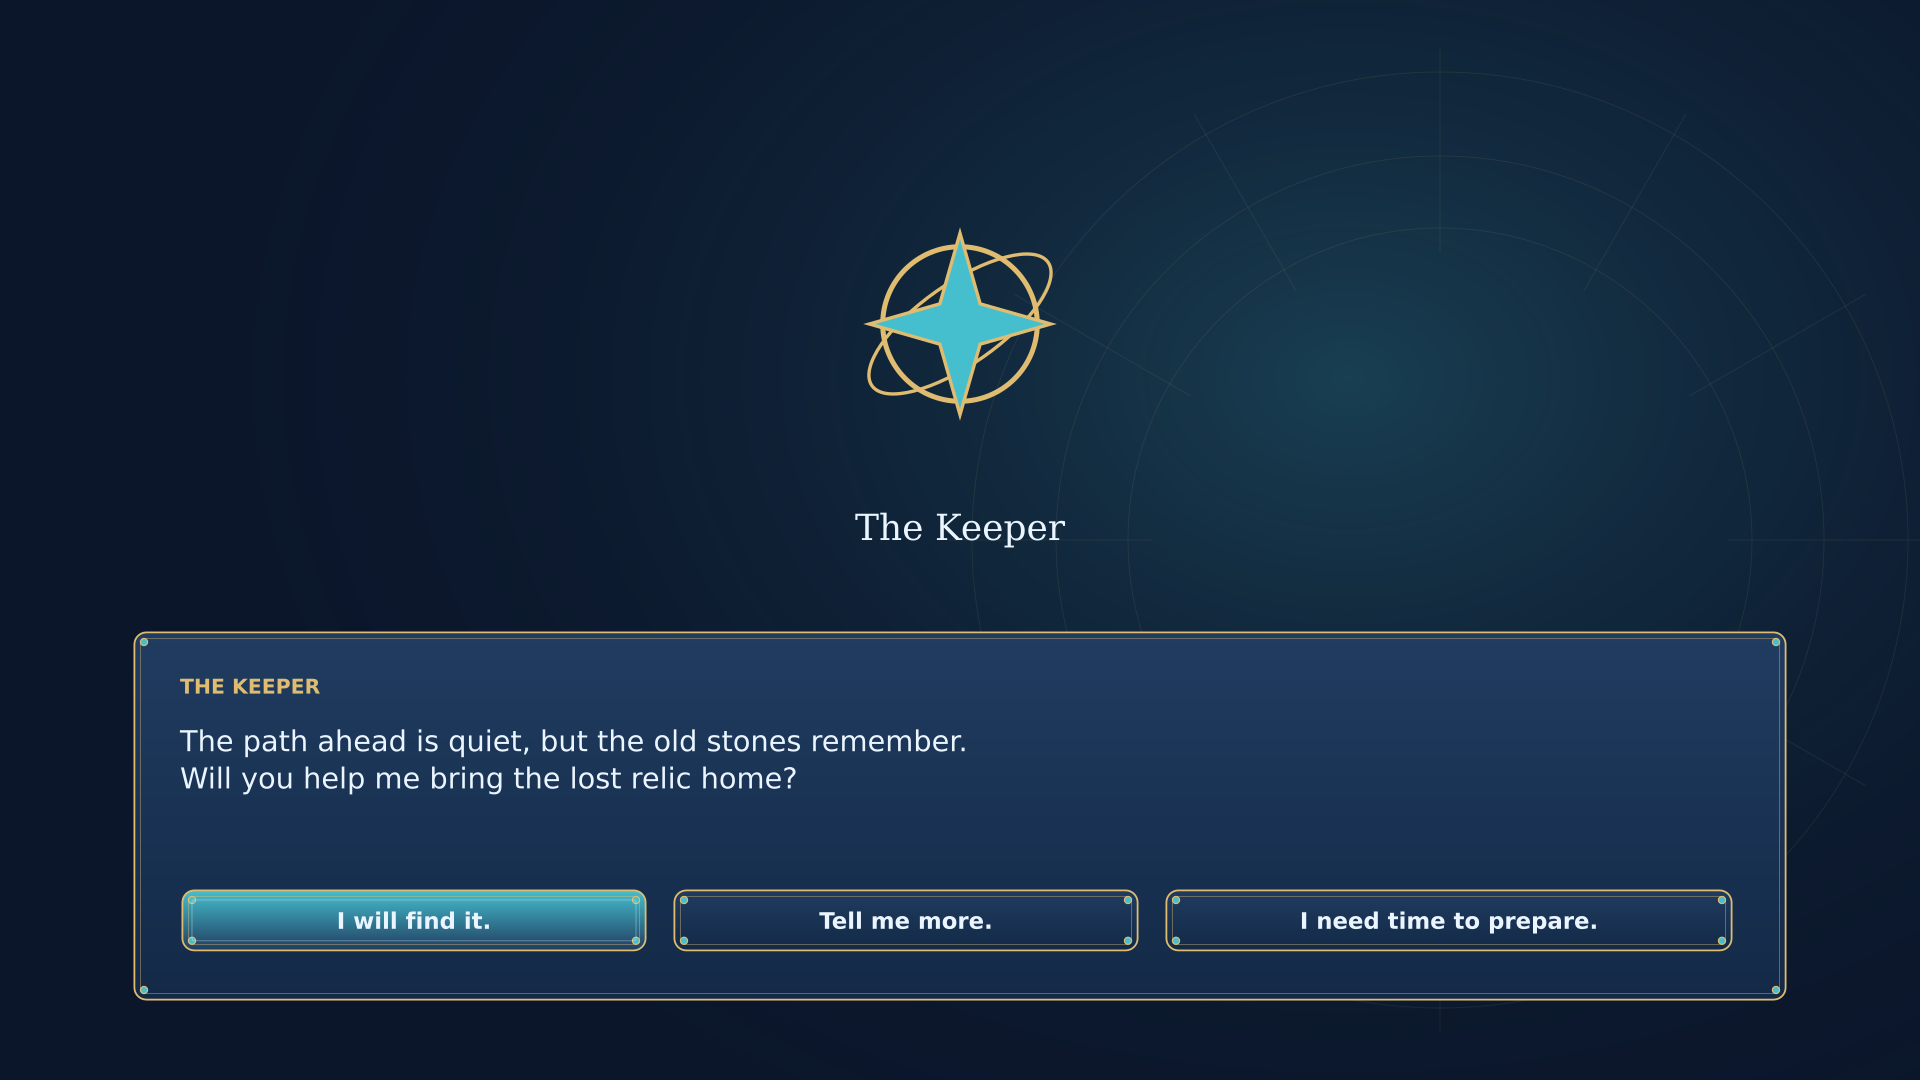 The Keeper
THE KEEPER
The path ahead is quiet, but the old stones remember.
Will you help me bring the lost relic home?
I will find it.
Tell me more.
I need time to prepare.